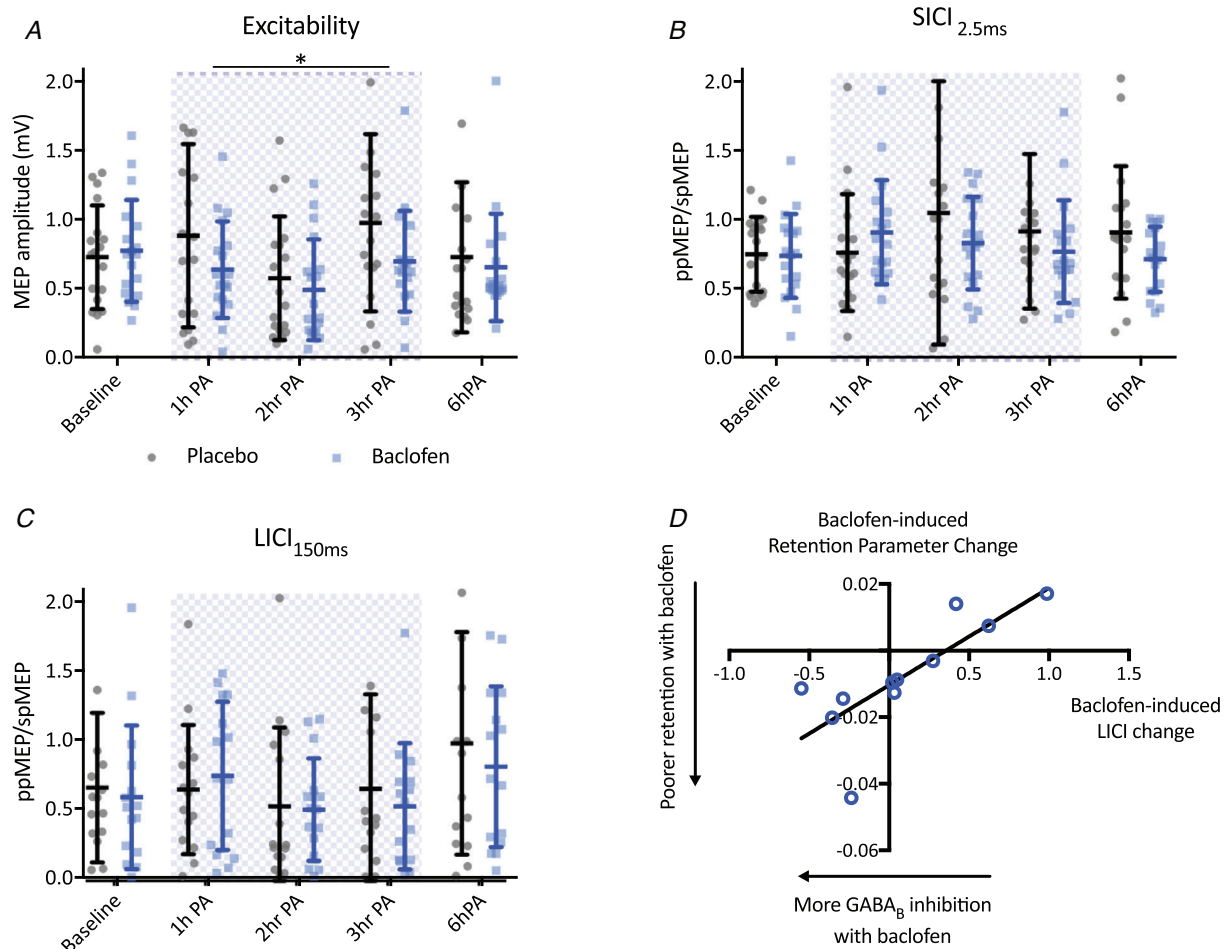 A
Excitability
*
MEP amplitude (mV)
2.0
1.5
1.0
0.5
0.0
Baseline
1h PA
2hr PA
3hr PA
6hPA
Placebo
Baclofen
B
SICI 2.5ms
ppMEP/spMEP
2.0
1.5
1.0
0.5
0.0
Baseline
1h PA
2hr PA
3hr PA
6hPA
C
LICI150ms
ppMEP/spMEP
2.0
1.5
1.0
0.5
0.0
Baseline
1h PA
2hr PA
3hr PA
6hPA
D
Baclofen-induced
Retention Parameter Change
Poorer retention with baclofen
0.02
-0.02
-0.04
-0.06
-1.0
-0.5
0.5
1.0
1.5
Baclofen-induced
LICI change
More GABAB inhibition
with baclofen